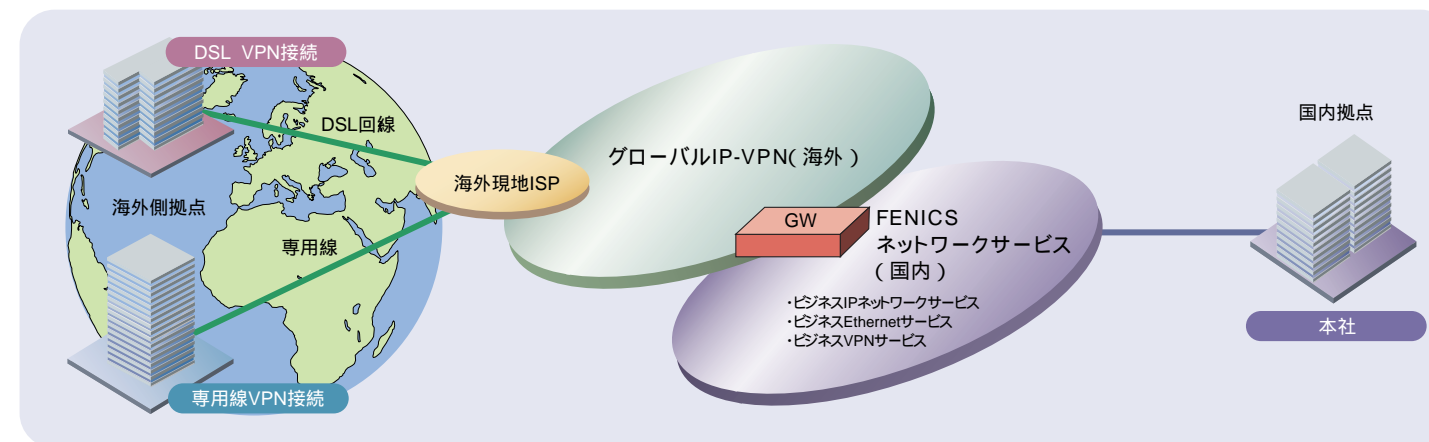 DSL VPN接続
DSL回線
海外側拠点
専用線
専用線VPN接続
海外現地ISP
グローバルIP-VPN(海外)
GW
FENICS
ネットワークサービス
(国内)
・ビジネスIPネットワークサービス
・ビジネスEthernetサービス
・ビジネスVPNサービス
国内拠点
本社